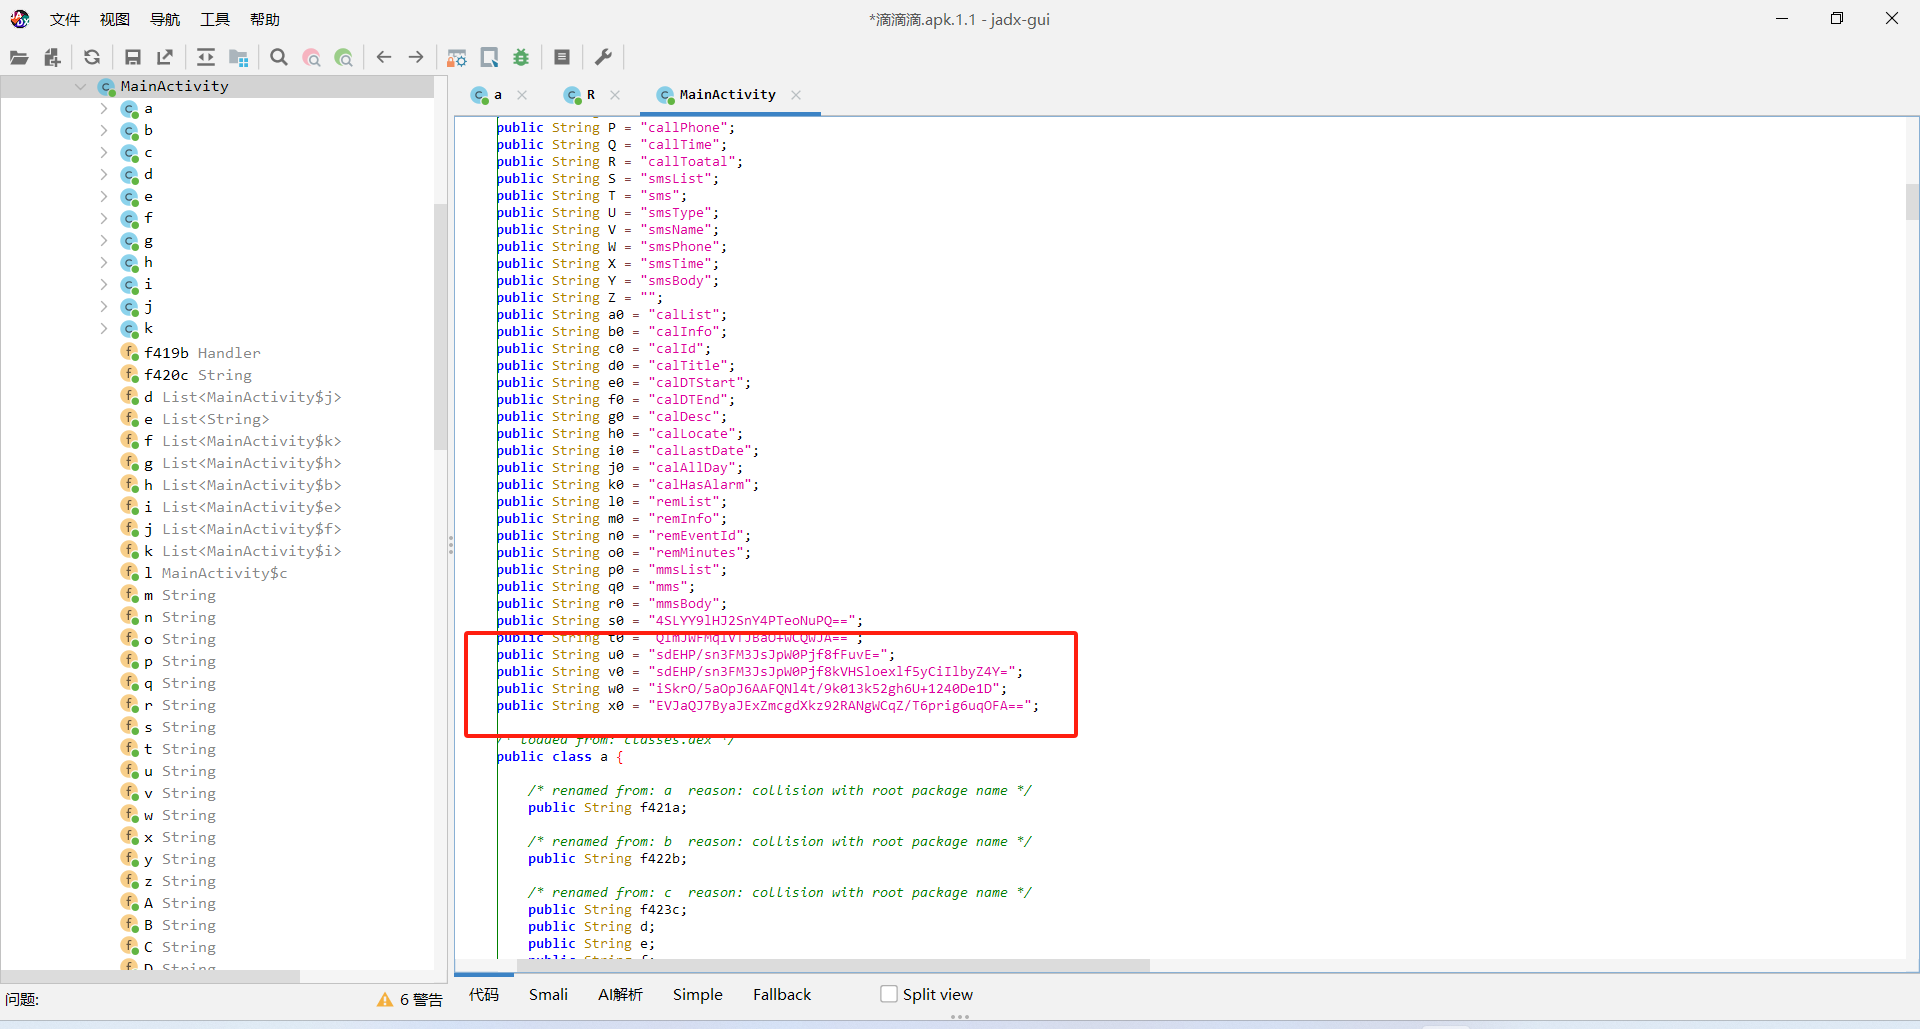 文件 视图 导航 工具 帮助
*滴滴滴.apk.1.1 - jadx-gui
MainActivity
a
b
c
d
e
f
g
h
i
j
k
f419b Handler
f420c String
d List<MainActivity$j>
e List<String>
f List<MainActivity$k>
g List<MainActivity$h>
h List<MainActivity$b>
i List<MainActivity$e>
j List<MainActivity$f>
k List<MainActivity$i>
l MainActivity$c
m String
n String
o String
p String
q String
r String
s String
t String
u String
v String
w String
x String
y String
z String
A String
B String
C String
D String
问题:
6 警告
a
R
MainActivity
public String P = "callPhone";
public String Q = "callTime";
public String R = "callToatal";
public String S = "smsList";
public String T = "sms";
public String U = "smsType";
public String V = "smsName";
public String W = "smsPhone";
public String X = "smsTime";
public String Y = "smsBody";
public String Z = "";
public String a0 = "calList";
public String b0 = "calInfo";
public String c0 = "calId";
public String d0 = "calTitle";
public String e0 = "calDTStart";
public String f0 = "calDTEnd";
public String g0 = "calDesc";
public String h0 = "calLocate";
public String i0 = "calLastDate";
public String j0 = "calAllDay";
public String k0 = "calHasAlarm";
public String l0 = "remList";
public String m0 = "remInfo";
public String n0 = "remEventId";
public String o0 = "remMinutes";
public String p0 = "mmsList";
public String q0 = "mms";
public String r0 = "mmsBody";
public String s0 = "4SLYY9lHJ2SnY4PTeoNuPQ==";
public String t0 =
public String u0 = "sdEHP/sn3FM3JsJpW0Pjf8fFuvE=";
public String v0 = "sdEHP/sn3FM3JsJpW0Pjf8kVHSloexlf5yCiIlbyZ4Y=";
public String w0 = "iSkrO/5aOpJ6AAFQNl4t/9k013k52gh6U+1240De1D";
public String x0 = "EVJaQJ7ByaJExZmcgdXkz92RANgWCqZ/T6prig6uqOFA==";
/* loaded from: classes.dex */
public class a {
/* renamed from: a  reason: collision with root package name */
public String f421a;
/* renamed from: b  reason: collision with root package name */
public String f422b;
/* renamed from: c  reason: collision with root package name */
public String f423c;
public String d;
public String e;
public String f;
代码 Smali AI解析 Simple Fallback Split view